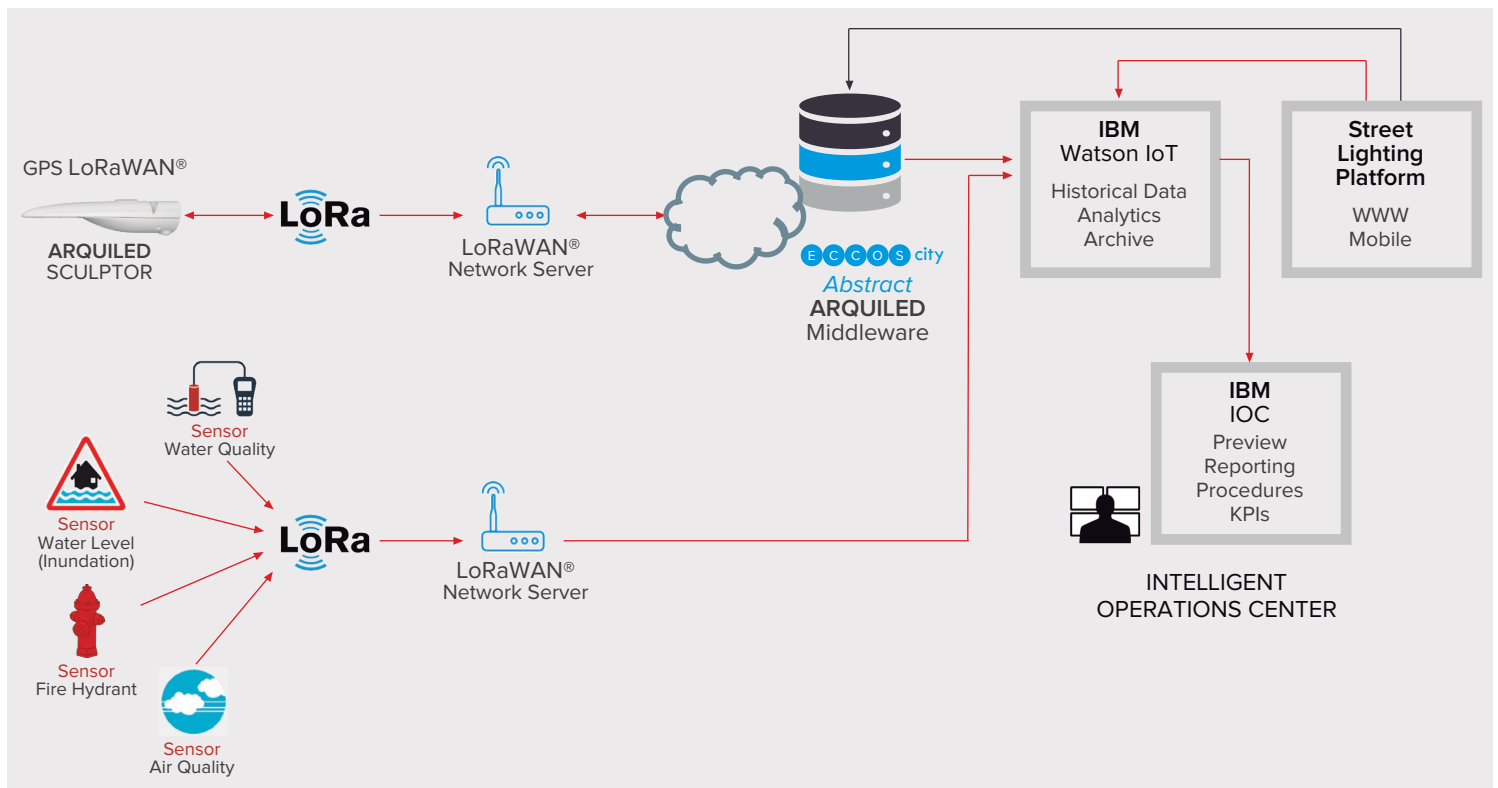 GPS LoRaWAN®
ARQUILED
SCULPTOR
LoRa
LoRaWAN®
Network Server
ECCOS city
Abstract
ARQUILED
Middleware
IBM
Watson IoT
Historical Data
Analytics
Archive
Street
Lighting
Platform
WWW
Mobile
Sensor
Water Quality
Sensor
Water Level
(Inundation)
Sensor
Fire Hydrant
Sensor
Air Quality
LoRa
LoRaWAN®
Network Server
IBM
IOC
Preview
Reporting
Procedures
KPIs
INTELLIGENT
OPERATIONS CENTER